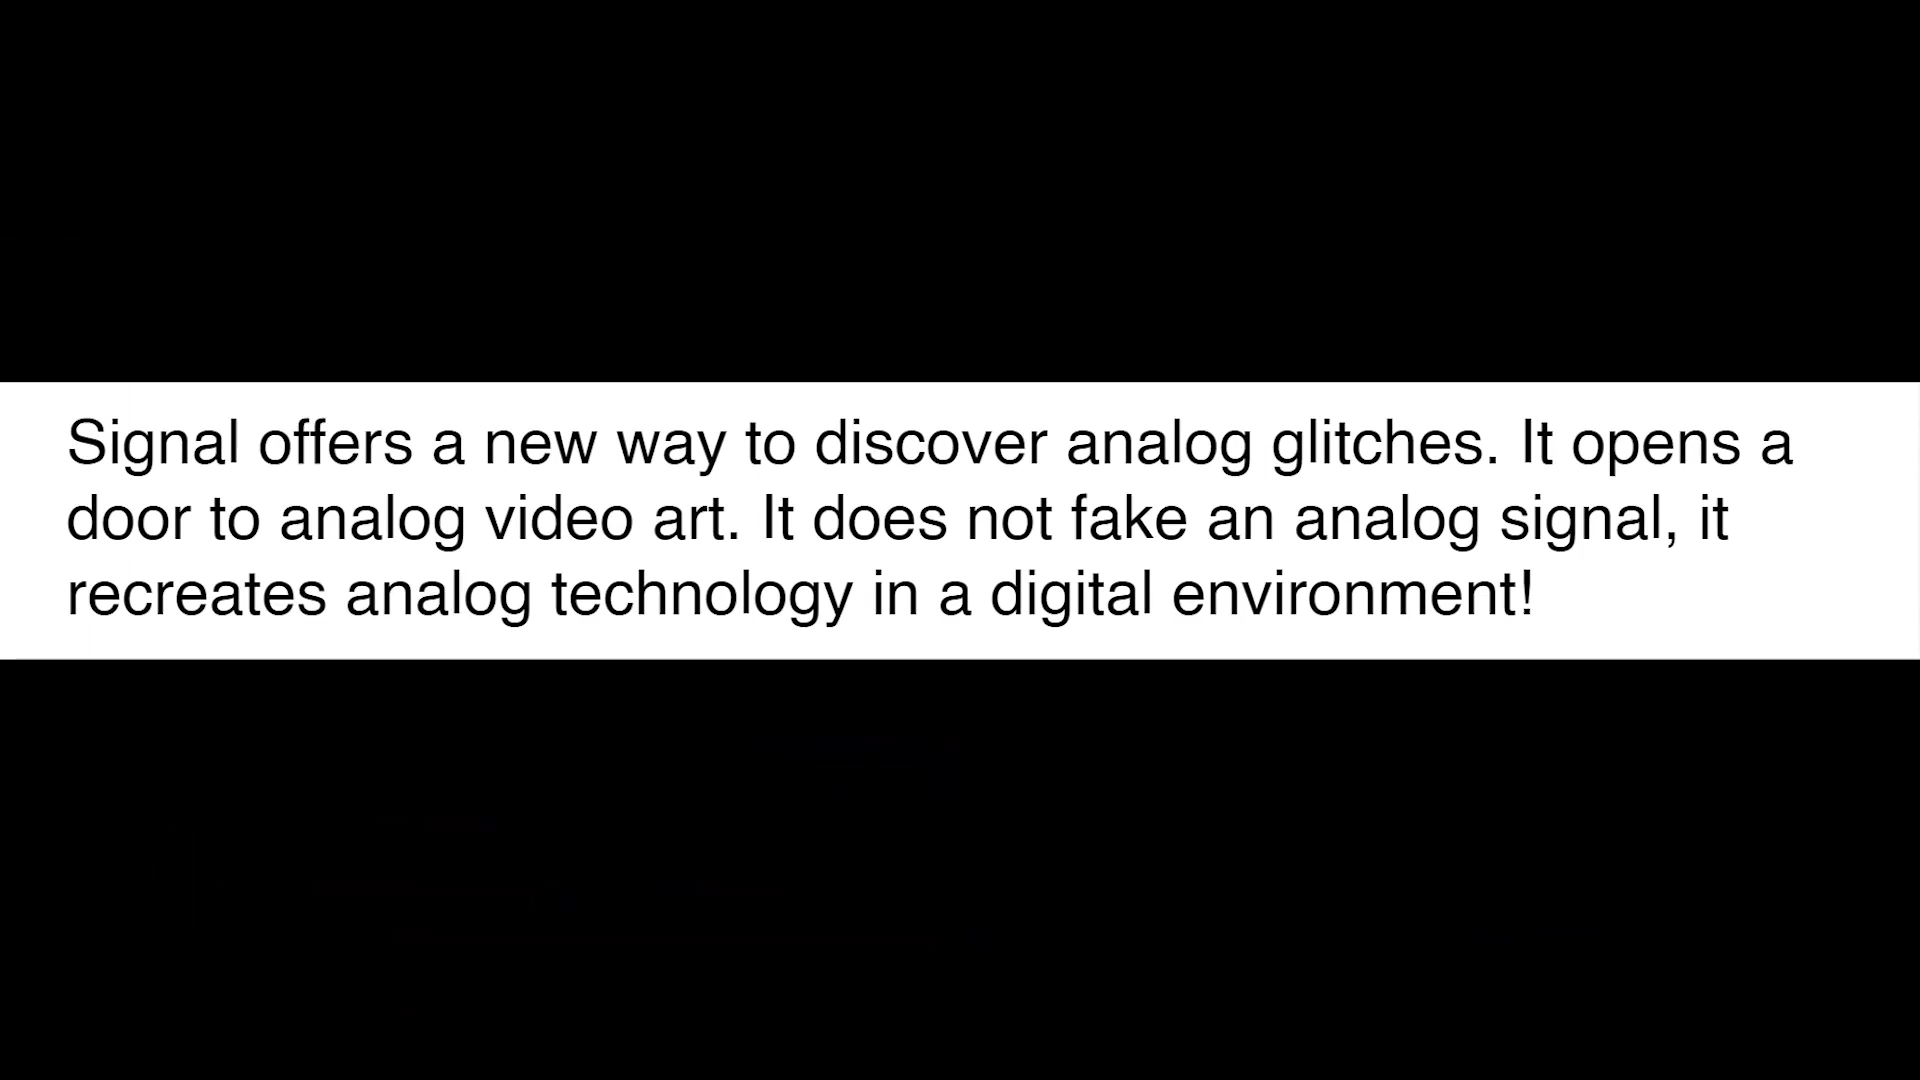 Signal offers a new way to discover analog glitches. It opens a
door to analog video art. It does not fake an analog signal, it
recreates analog technology in a digital environment!